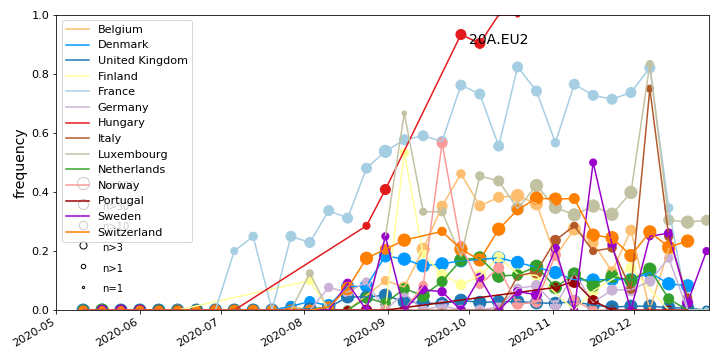 20A.EU2
1.0
0.8
0.6
0.4
0.2
0.0
frequency
Belgium
Denmark
United Kingdom
Finland
France
Germany
Hungary
Italy
Luxembourg
Netherlands
Norway
Portugal
Sweden
Switzerland
n>3
n>1
n=1
2020-05
2020-06
2020-07
2020-08
2020-09
2020-10
2020-11
2020-12